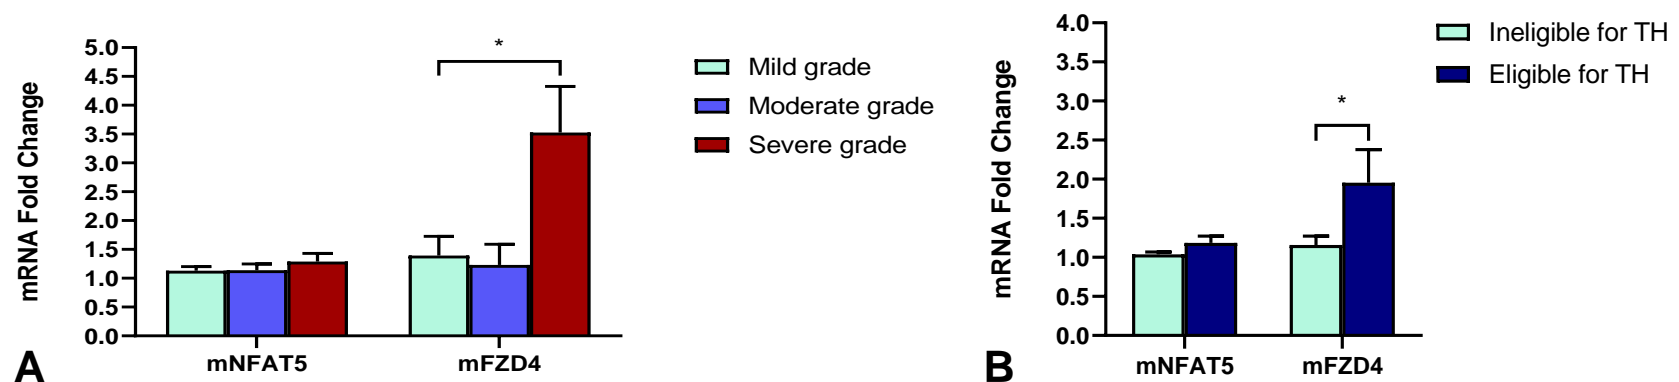 mRNA Fold Change
5.0
4.5
4.0
3.5
3.0
2.5
2.0
1.5
1.0
0.5
0.0
*
mNFAT5
mFZD4
Mild grade
Moderate grade
Severe grade
A
mRNA Fold Change
4.0
3.5
3.0
2.5
2.0
1.5
1.0
0.5
0.0
*
mNFAT5
mFZD4
Ineligible for TH
Eligible for TH
B